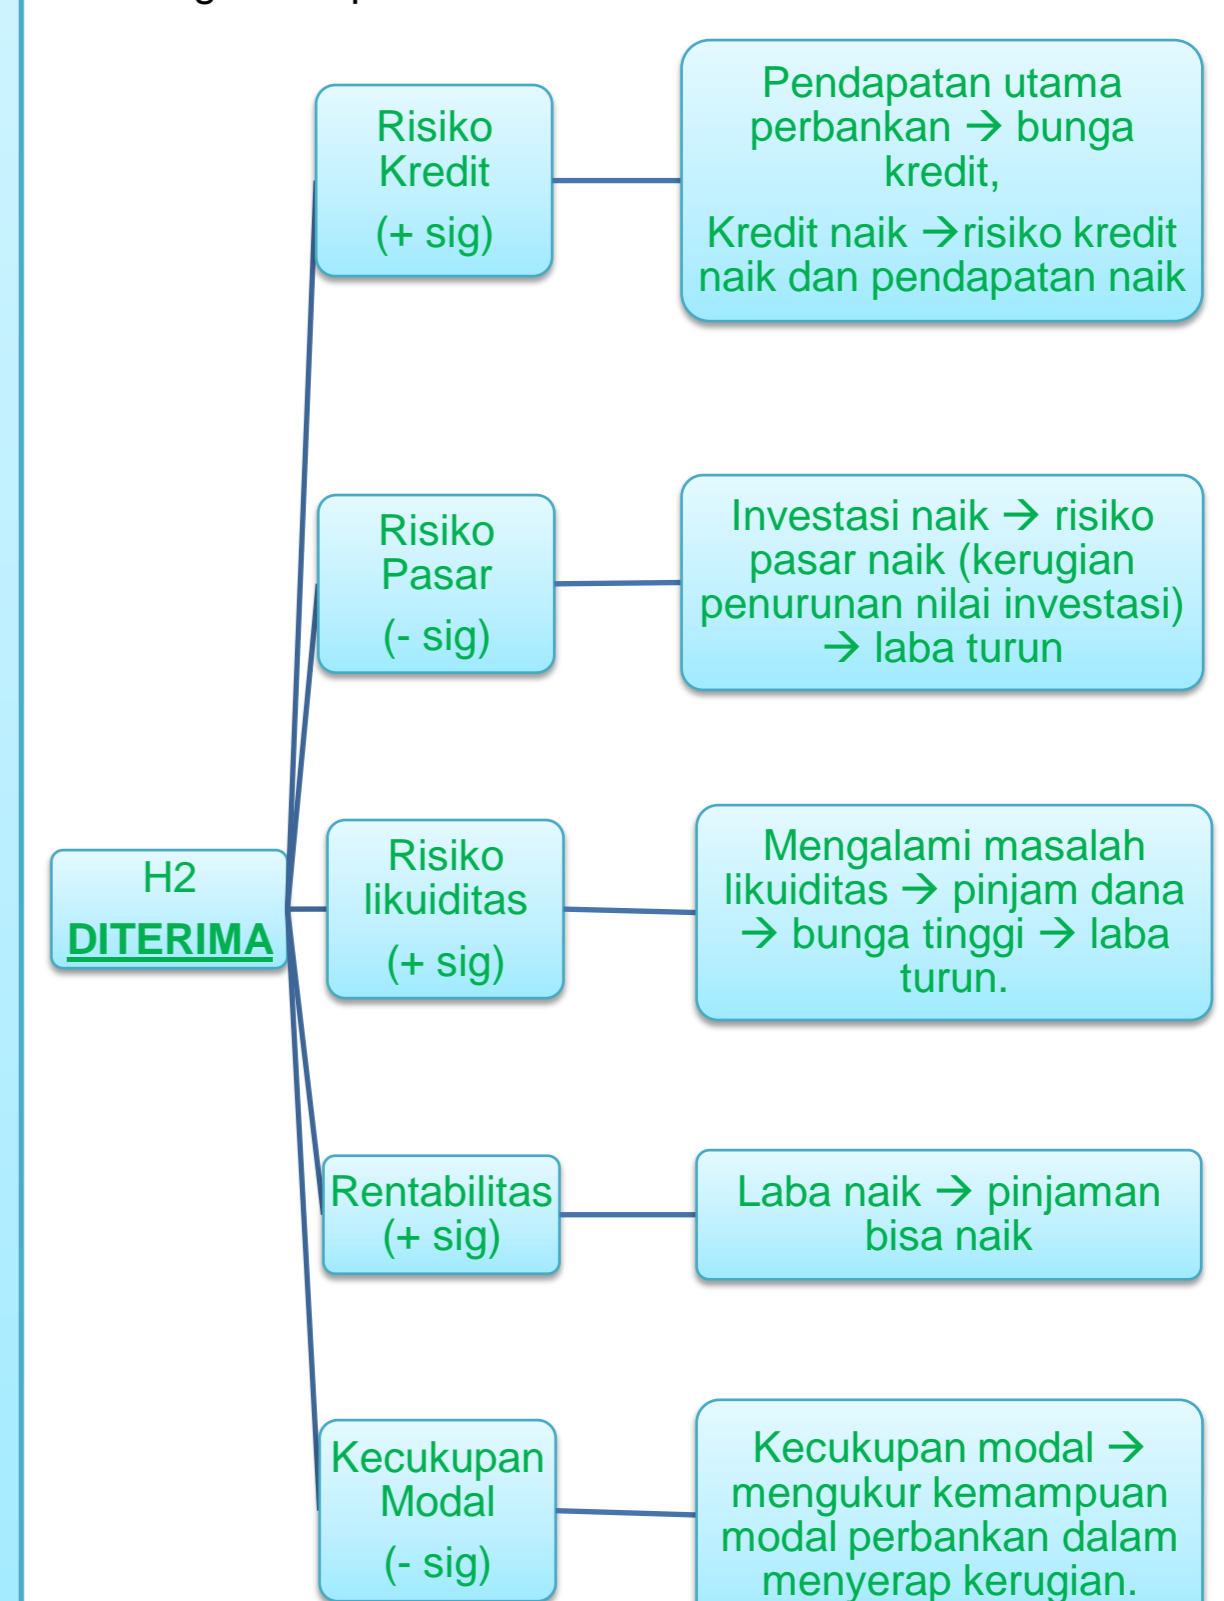 Risiko
Kredit
(+ sig)
Pendapatan utama
perbankan → bunga
kredit,
Kredit naik →risiko kredit
naik dan pendapatan naik
Risiko
Pasar
(- sig)
Investasi naik → risiko
pasar naik (kerugian
penurunan nilai investasi)
→ laba turun
H2
DITERIMA
Risiko
likuiditas
(+ sig)
Mengalami masalah
likuiditas → pinjam dana
→ bunga tinggi → laba
turun.
Rentabilitas
(+ sig)
Laba naik → pinjaman
bisa naik
Kecukupan
Modal
(- sig)
Kecukupan modal →
mengukur kemampuan
modal perbankan dalam
menyerap kerugian.